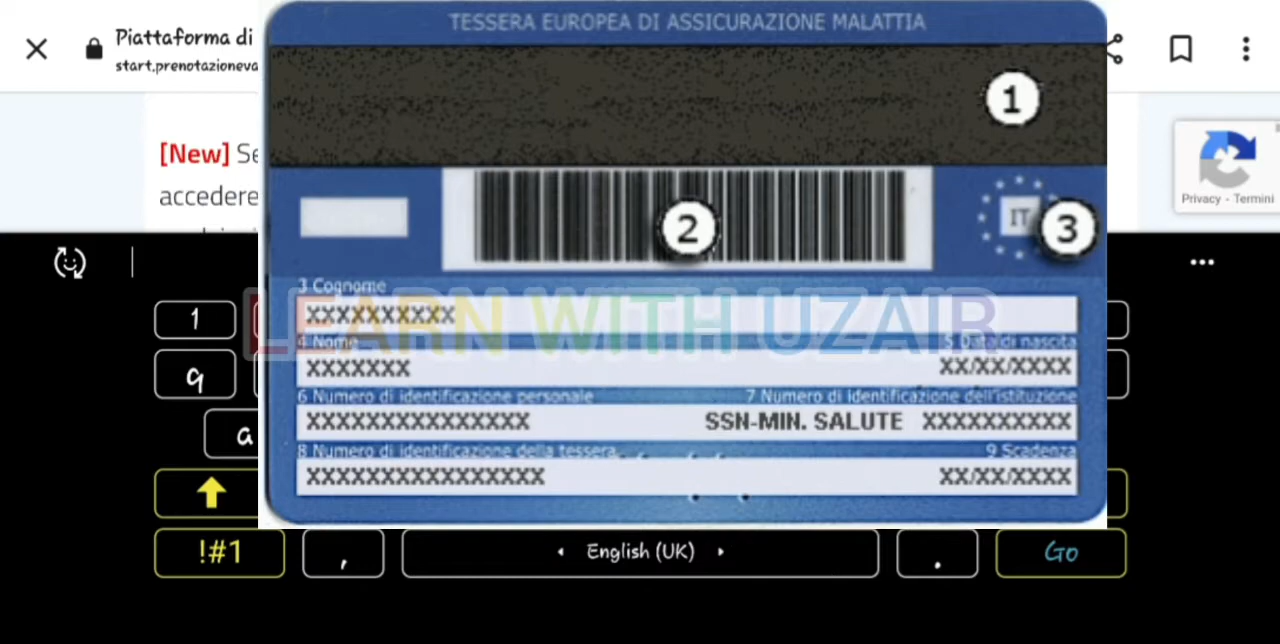 Piattaforma di
start.prenotazioneva
[New] Se
accedere
Privacy - Termini
TESSERA EUROPEA DI ASSICURAZIONE MALATTIA
1
2
IT
3
3 Cognome
XXXXXXXXXX
4 Nome
5 Data di nascita
XXXXXXX
XX/XX/XXXX
6 Numero di identificazione personale
7 Numero di identificazione dell'istituzione
XXXXXXXXXXXXXXX
SSN-MIN. SALUTE XXXXXXXXXX
8 Numero di identificazione della tessera
9 Scadenza
XXXXXXXXXXXXXXXX
XX/XX/XXXX
LEARN WITH UZAIR
1
q
a
!#1
,
English (UK)
.
Go